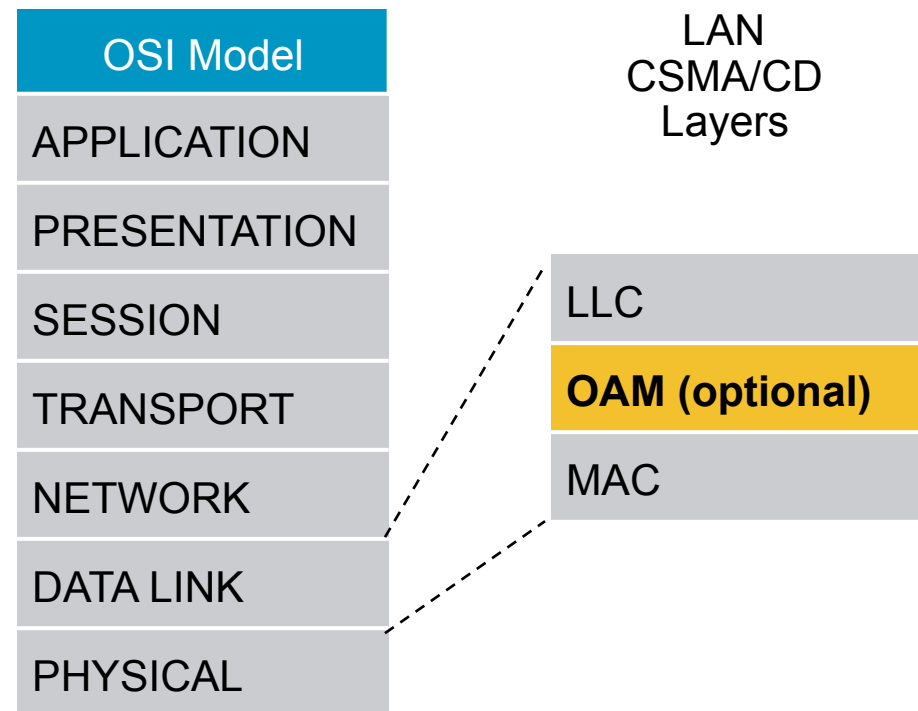 OSI Model
APPLICATION
PRESENTATION
SESSION
TRANSPORT
NETWORK
DATA LINK
PHYSICAL
LAN
CSMA/CD
Layers
LLC
OAM (optional)
MAC